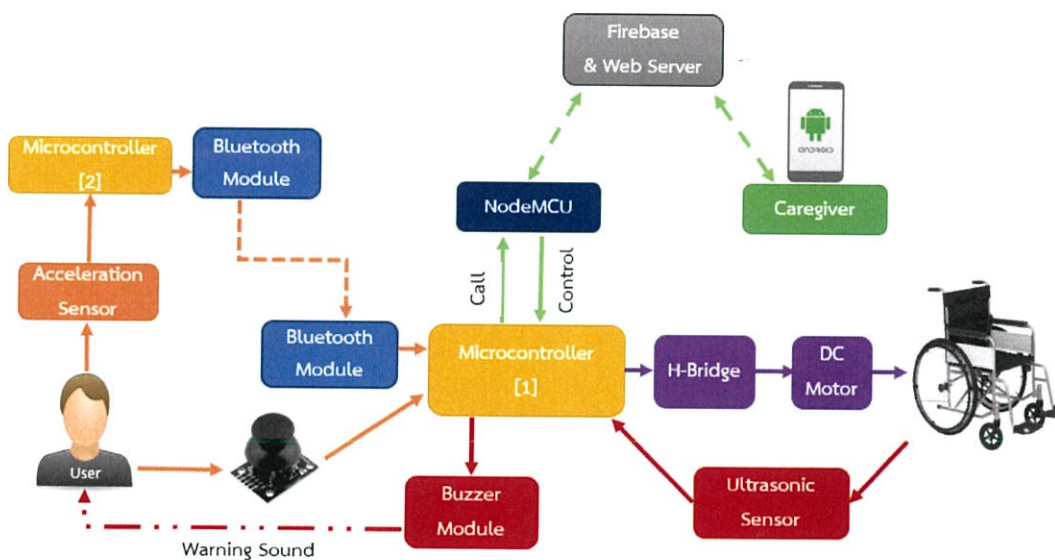 Firebase
& Web Server
Microcontroller
[2]
Bluetooth
Module
NodeMCU
Caregiver
Call
Control
Acceleration
Sensor
Bluetooth
Module
Microcontroller
[1]
H-Bridge
DC
Motor
User
Buzzer
Module
Ultrasonic
Sensor
Warning Sound